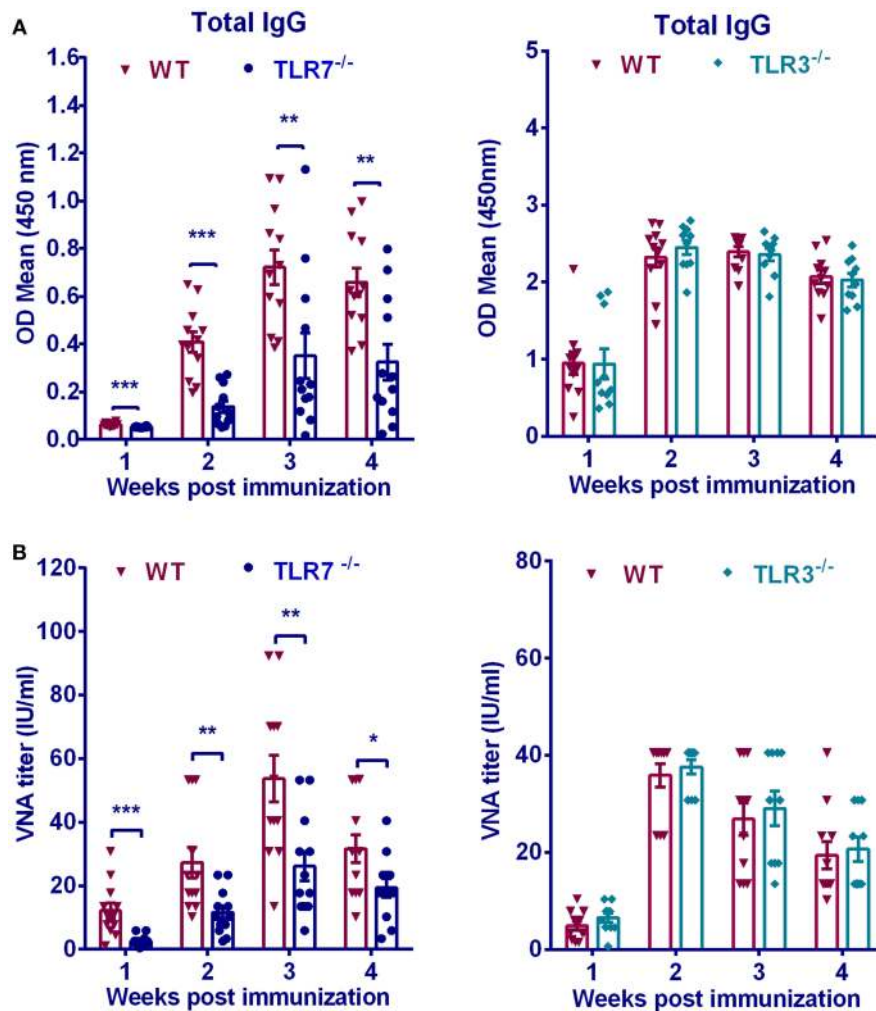 A
Total IgG
WT TLR7-/-
OD Mean (450 nm)
1.6
1.4
1.2
1.0
0.8
0.6
0.4
0.2
0.0
***
***
**
**
1 2 3 4
Weeks post immunization
Total IgG
WT TLR3-/-
OD Mean (450nm)
5
4
3
2
1
0
1 2 3 4
Weeks post immunization
B
WT TLR7 -/-
VNA titer (IU/ml)
120
100
80
60
40
20
0
***
**
**
*
1 2 3 4
Weeks post immunization
WT TLR3-/-
VNA titer (IU/ml)
80
60
40
20
0
1 2 3 4
Weeks post immunization